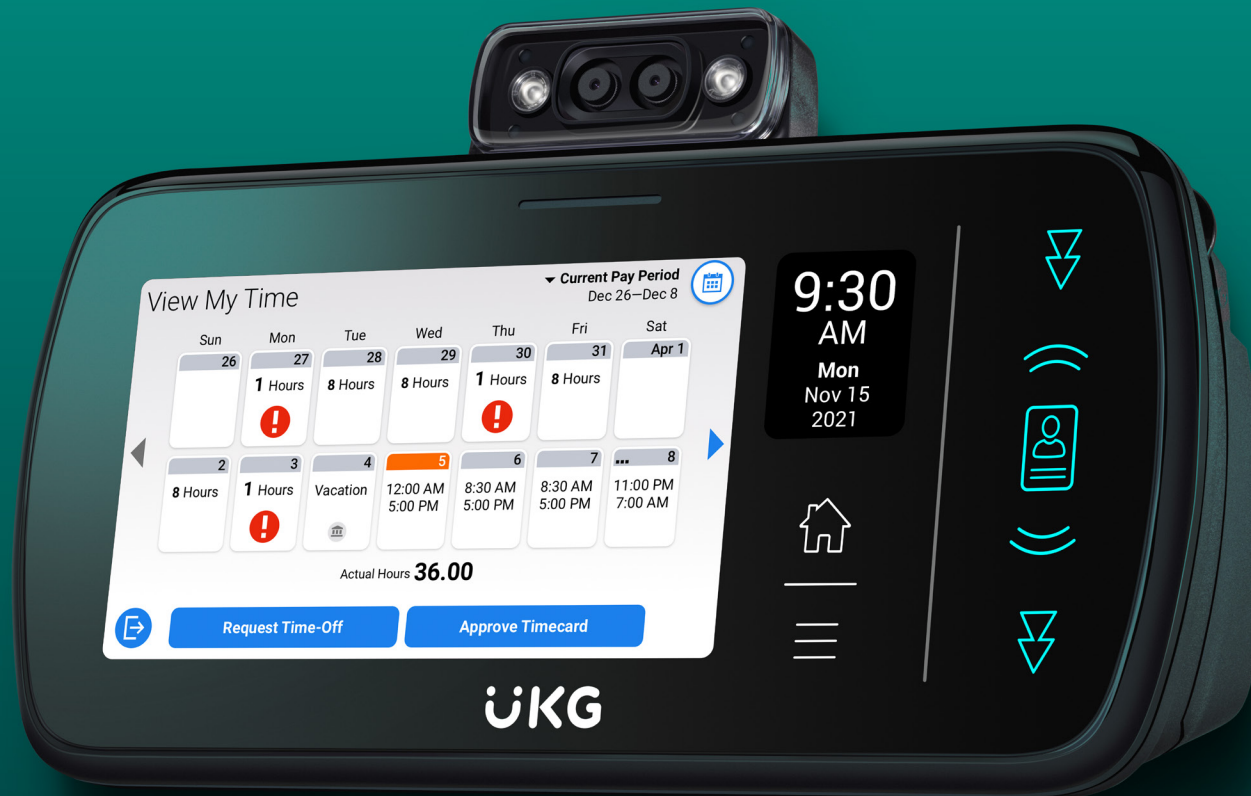 View My Time
Current Pay Period
Dec 26—Dec 8
Sun Mon Tue Wed Thu Fri Sat
26 27 28 29 30 31 Apr 1
1 Hours 8 Hours 8 Hours 1 Hours 8 Hours
2 3 4 5 6 7 ... 8
8 Hours 1 Hours Vacation 12:00 AM 8:30 AM 8:30 AM 11:00 PM
5:00 PM 5:00 PM 5:00 PM 7:00 AM
Actual Hours 36.00
Request Time-Off Approve Timecard
9:30
AM
Mon
Nov 15
2021
UKG